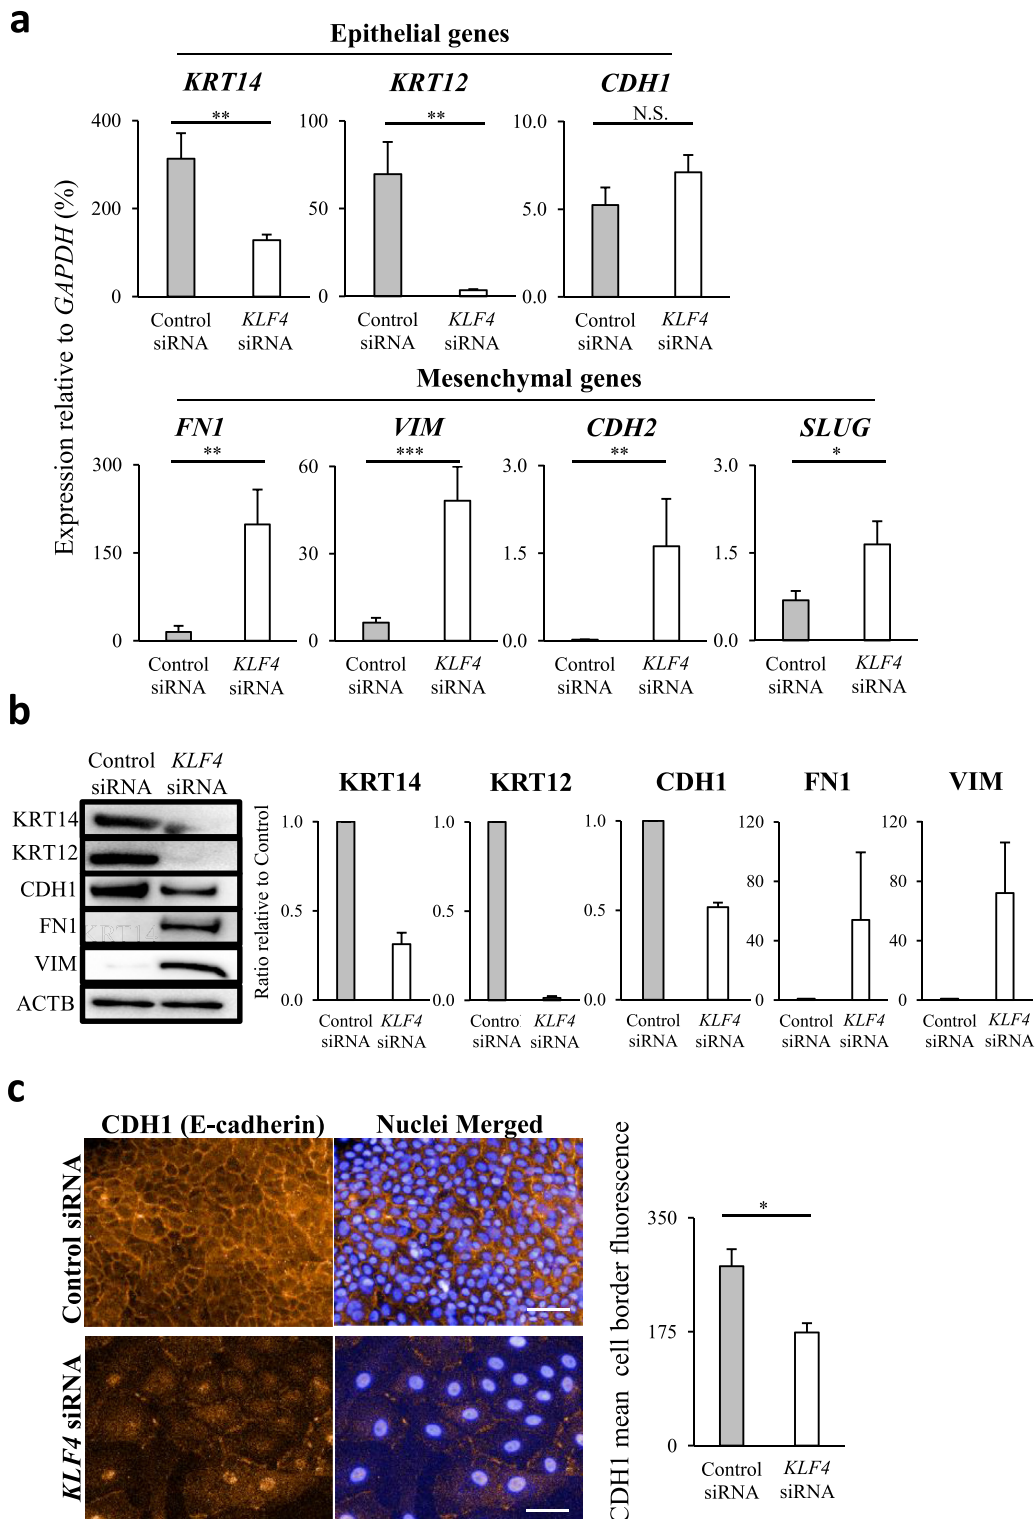 a
Epithelial genes
KRT14 KRT12 CDH1
** ** N.S.
400 100 10.0
200 50 5.0
0 0 0.0
Control siRNA KLF4 siRNA Control siRNA KLF4 siRNA Control siRNA KLF4 siRNA
Expression relative to GAPDH (%)
Mesenchymal genes
FN1 VIM CDH2 SLUG
** *** ** *
300 60 3.0 3.0
150 30 1.5 1.5
0 0 0.0 0.0
Control siRNA KLF4 siRNA Control siRNA KLF4 siRNA Control siRNA KLF4 siRNA Control siRNA KLF4 siRNA
b
Control siRNA KLF4 siRNA
KRT14
KRT12
CDH1
FN1
KRT14
VIM
ACTB
Ratio relative to Control
KRT14 KRT12 CDH1 FN1 VIM
1.0 1.0 1.0 120 120
80 80
0.5 0.5 0.5
40 40
0.0 0.0 0.0 0 0
Control siRNA KLF4 siRNA Control siRNA KLF4 siRNA Control siRNA KLF4 siRNA Control siRNA KLF4 siRNA Control siRNA KLF4 siRNA
c
CDH1 (E-cadherin) Nuclei Merged
Control siRNA
KLF4 siRNA
CDH1 mean cell border fluorescence
*
350
175
0
Control siRNA KLF4 siRNA